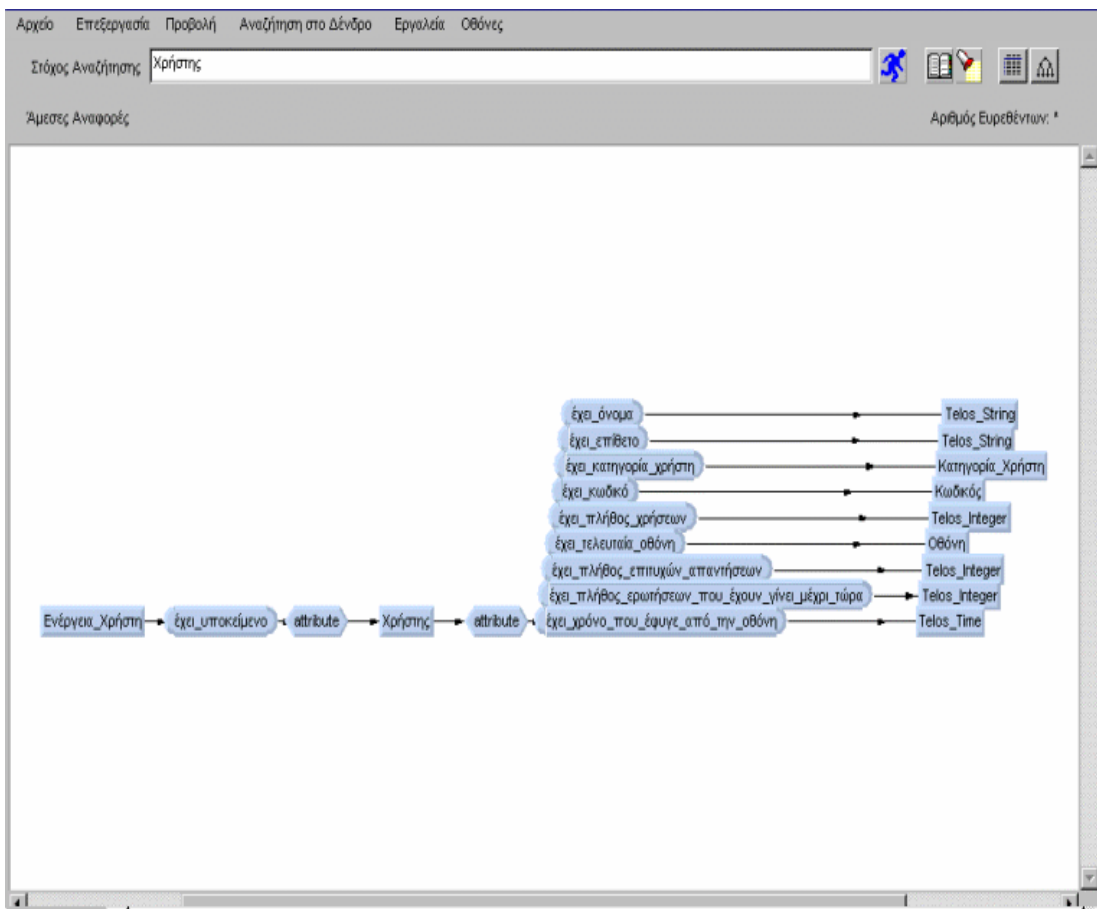 Αρχείο Επεξεργασία Προβολή Αναζήτηση στο Δένδρο Εργαλεία Οθόνες
Στόχος Αναζήτησης Χρήστης
Άμεσες Αναφορές Αριθμός Ευρεθέντων: *
έχει_όνομα Telos_String
έχει_επίθετο Telos_String
έχει_κατηγορία_χρήστη Κατηγορία_Χρήστη
έχει_κωδικό Κωδικός
έχει_πλήθος_χρήσεων Telos_Integer
έχει_τελευταία_οθόνη Οθόνη
έχει_πλήθος_επιτυχών_απαντήσεων Telos_Integer
έχει_πλήθος_ερωτήσεων_που_έχουν_γίνει_μέχρι_τώρα Telos_Integer
Ενέργεια_Χρήστη έχει_υποκείμενο attribute Χρήστης attribute έχει_χρόνο_που_έφυγε_από_την_οθόνη Telos_Time